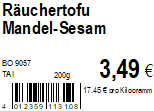 Räuchertofu
Mandel-Sesam
BO 9057
TAI 200g
3,49 €
17.45 € pro Kilogramm
4 012359 113108